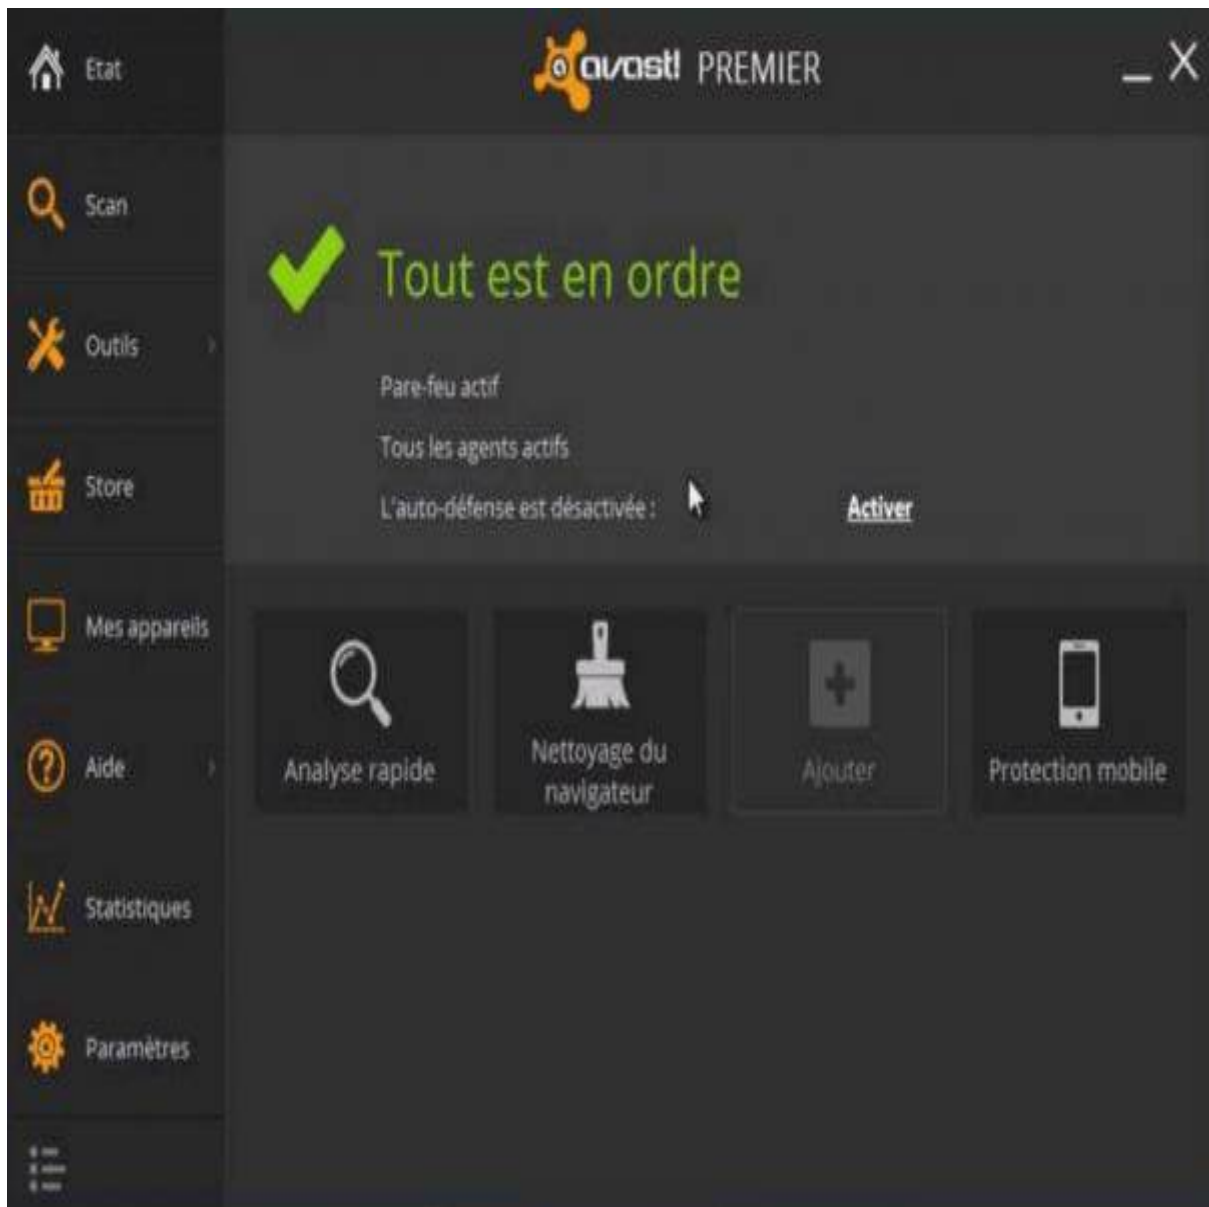 Etat
avast! PREMIER
Scan
Tout est en ordre
Outils
Pare-feu actif
Tous les agents actifs
Store
L'auto-défense est désactivée :
Activer
Mes appareils
Analyse rapide
Nettoyage du
navigateur
Ajouter
Protection mobile
Aide
Statistiques
Paramètres